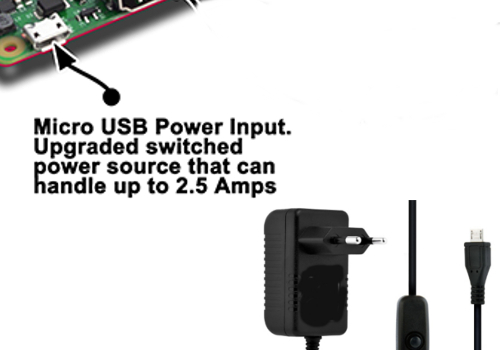 Micro USB Power Input.
Upgraded switched
power source that can
handle up to 2.5 Amps